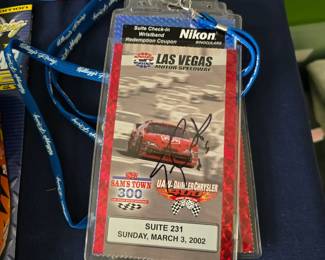 Suite Check-In
Wristband
Redemption Coupon
Nikon
BINOCULARS
LAS VEGAS
MOTOR SPEEDWAY
SAM'S TOWN
300
UAW-DAIMLERCHRYSLER
400
SUITE 231
SUNDAY, MARCH 3, 2002